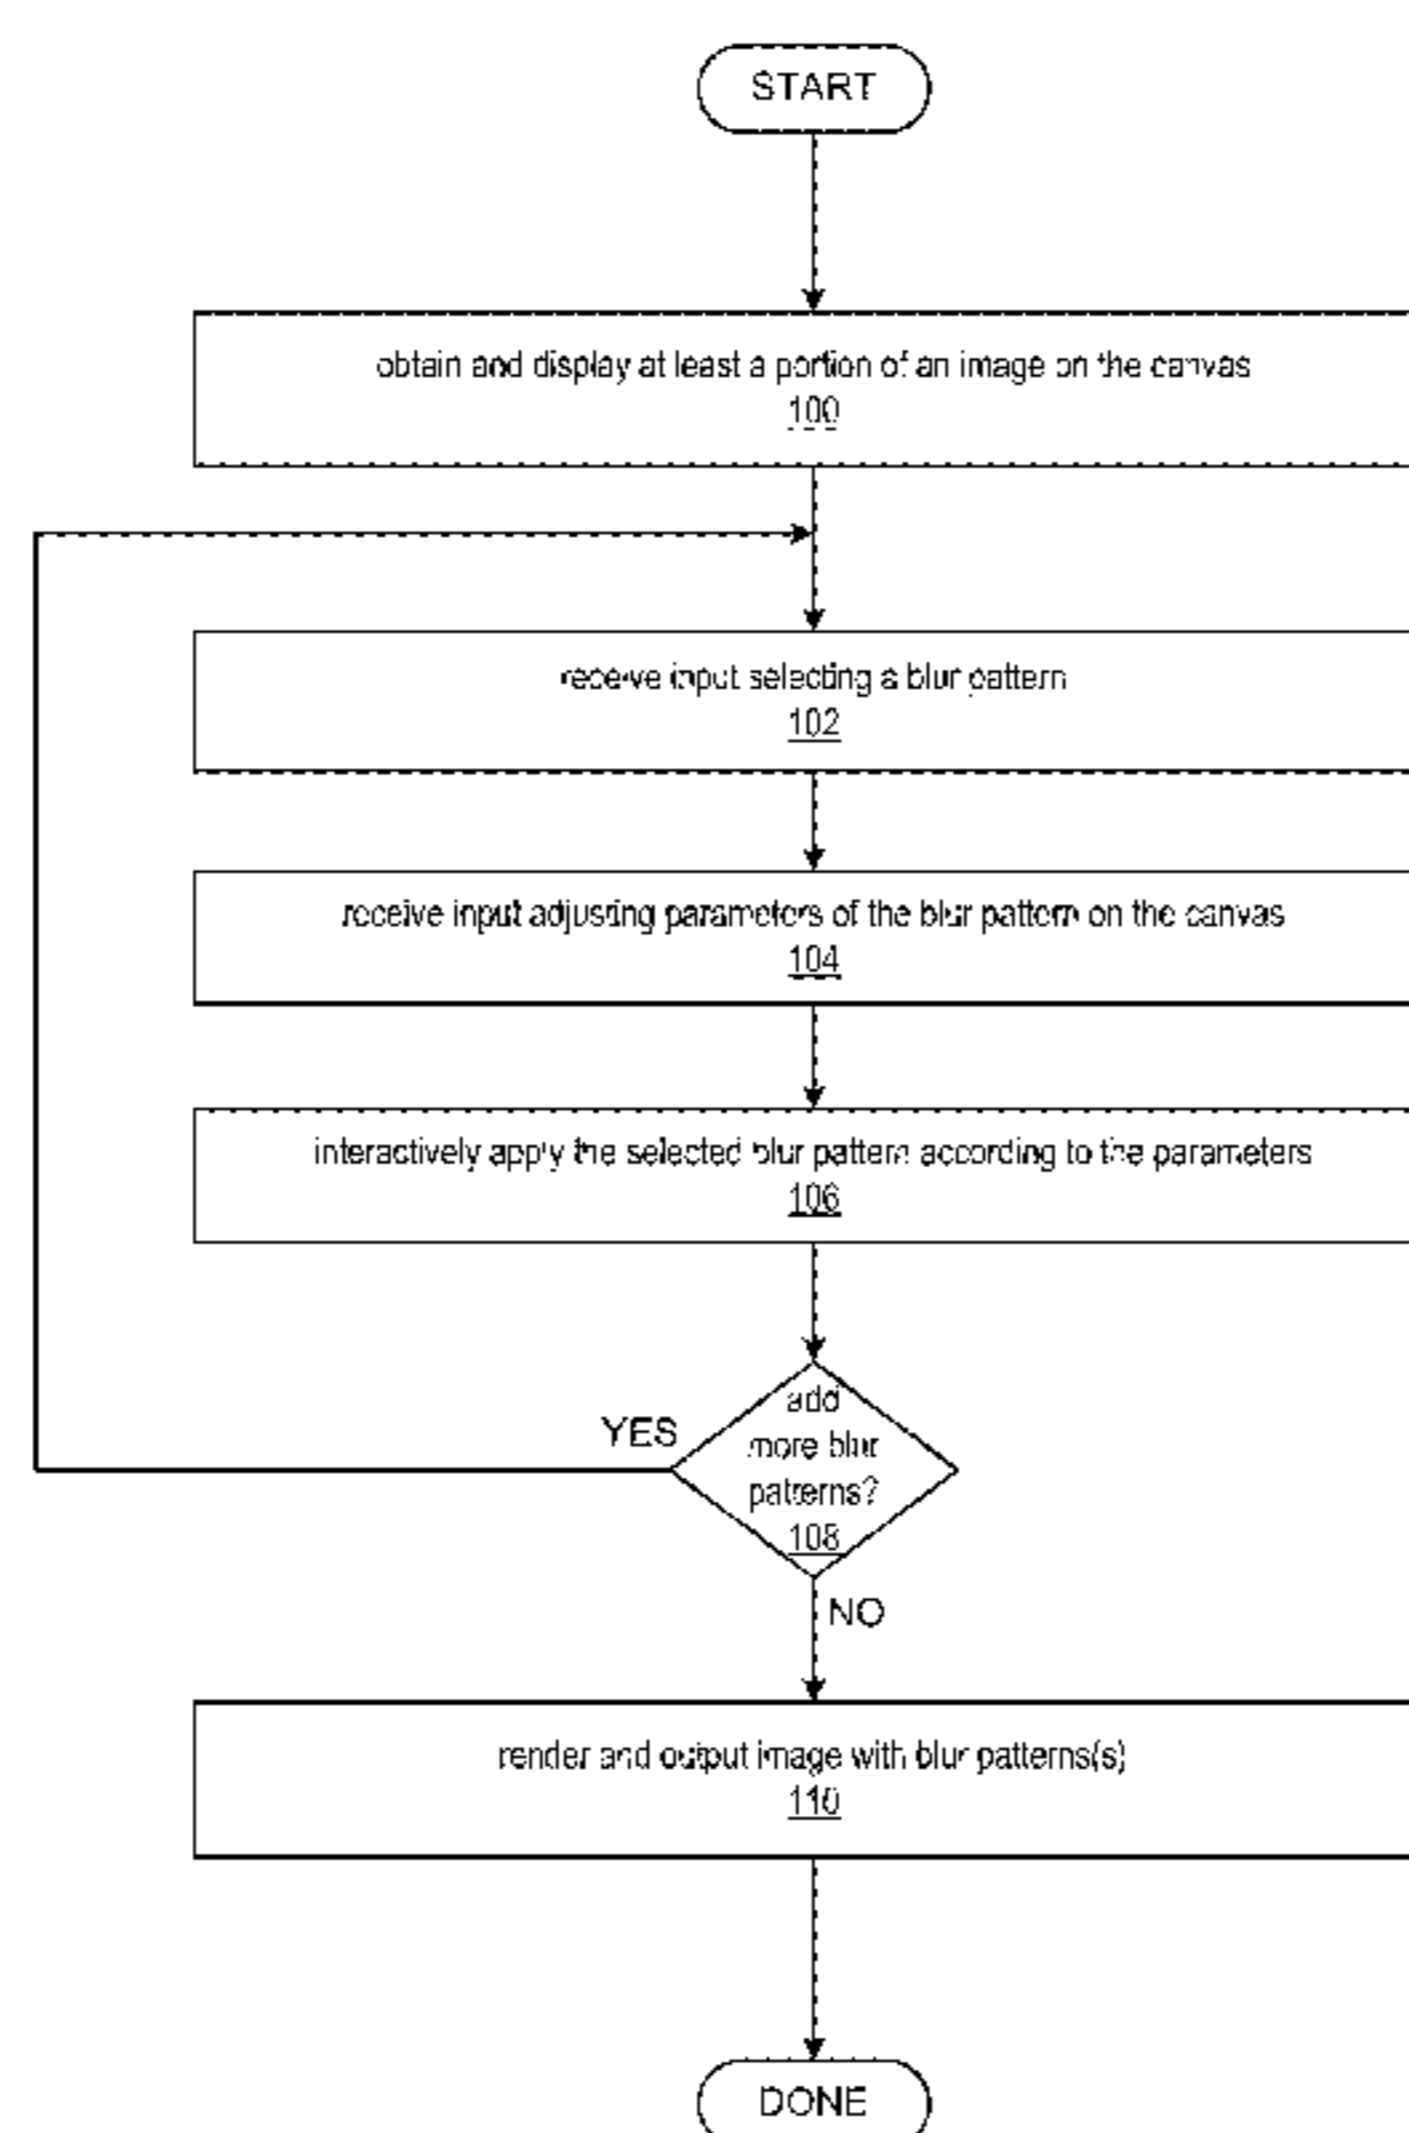 START
obtain and display at least a portion of an image on the canvas
100
receive input selecting a blur pattern
102
receive input adjusting parameters of the blur pattern on the canvas
104
interactively apply the selected blur pattern according to the parameters
106
add
more blur
patterns?
108
YES
NO
render and output image with blur patterns(s)
110
DONE